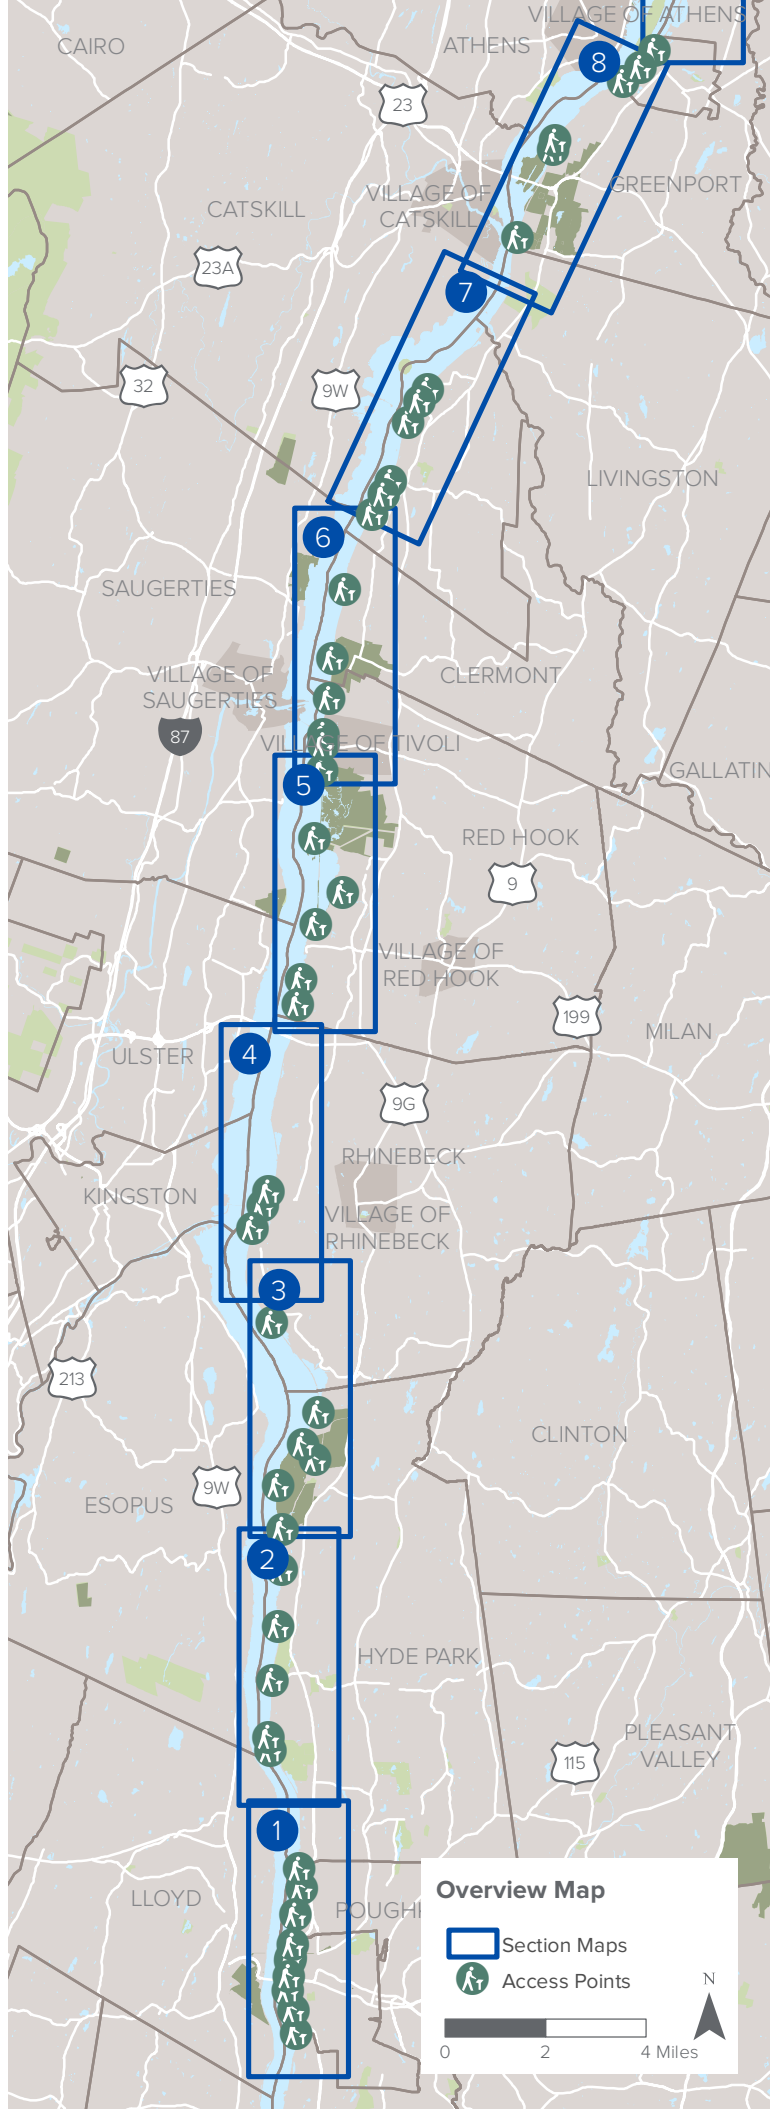 VILLAGE OF ATHENS
CAIRO
ATHENS
8
23
GREENPORT
VILLAGE OF
CATSKILL
CATSKILL
23A
7
32
9W
LIVINGSTON
6
SAUGERTIES
VILLAGE OF
SAUGERTIES
CLERMONT
87
VILLAGE OF TIVOLI
GALLATIN
5
RED HOOK
9
VILLAGE OF
RED HOOK
199
MILAN
ULSTER
4
9G
RHINEBECK
KINGSTON
VILLAGE OF
RHINEBECK
3
213
CLINTON
9W
ESOPUS
2
HYDE PARK
PLEASANT
VALLEY
115
1
LLOYD
POUGH
Overview Map
Section Maps
Access Points
N
0 2 4 Miles